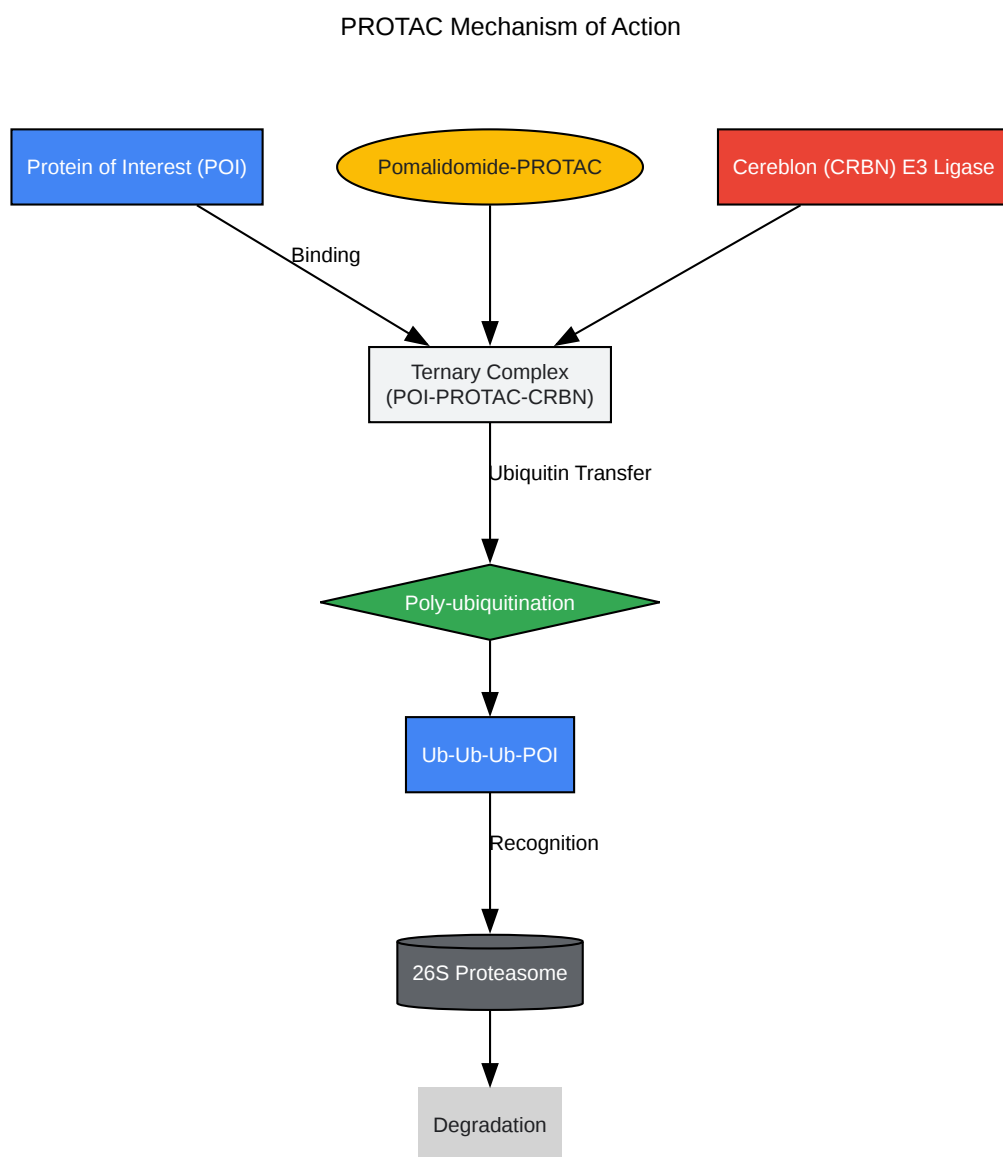 PROTAC Mechanism of Action
Protein of Interest (POI)
Pomalidomide-PROTAC
Cereblon (CRBN) E3 Ligase
Binding
Ternary Complex
(POI-PROTAC-CRBN)
Ubiquitin Transfer
Poly-ubiquitination
Ub-Ub-Ub-POI
Recognition
26S Proteasome
Degradation